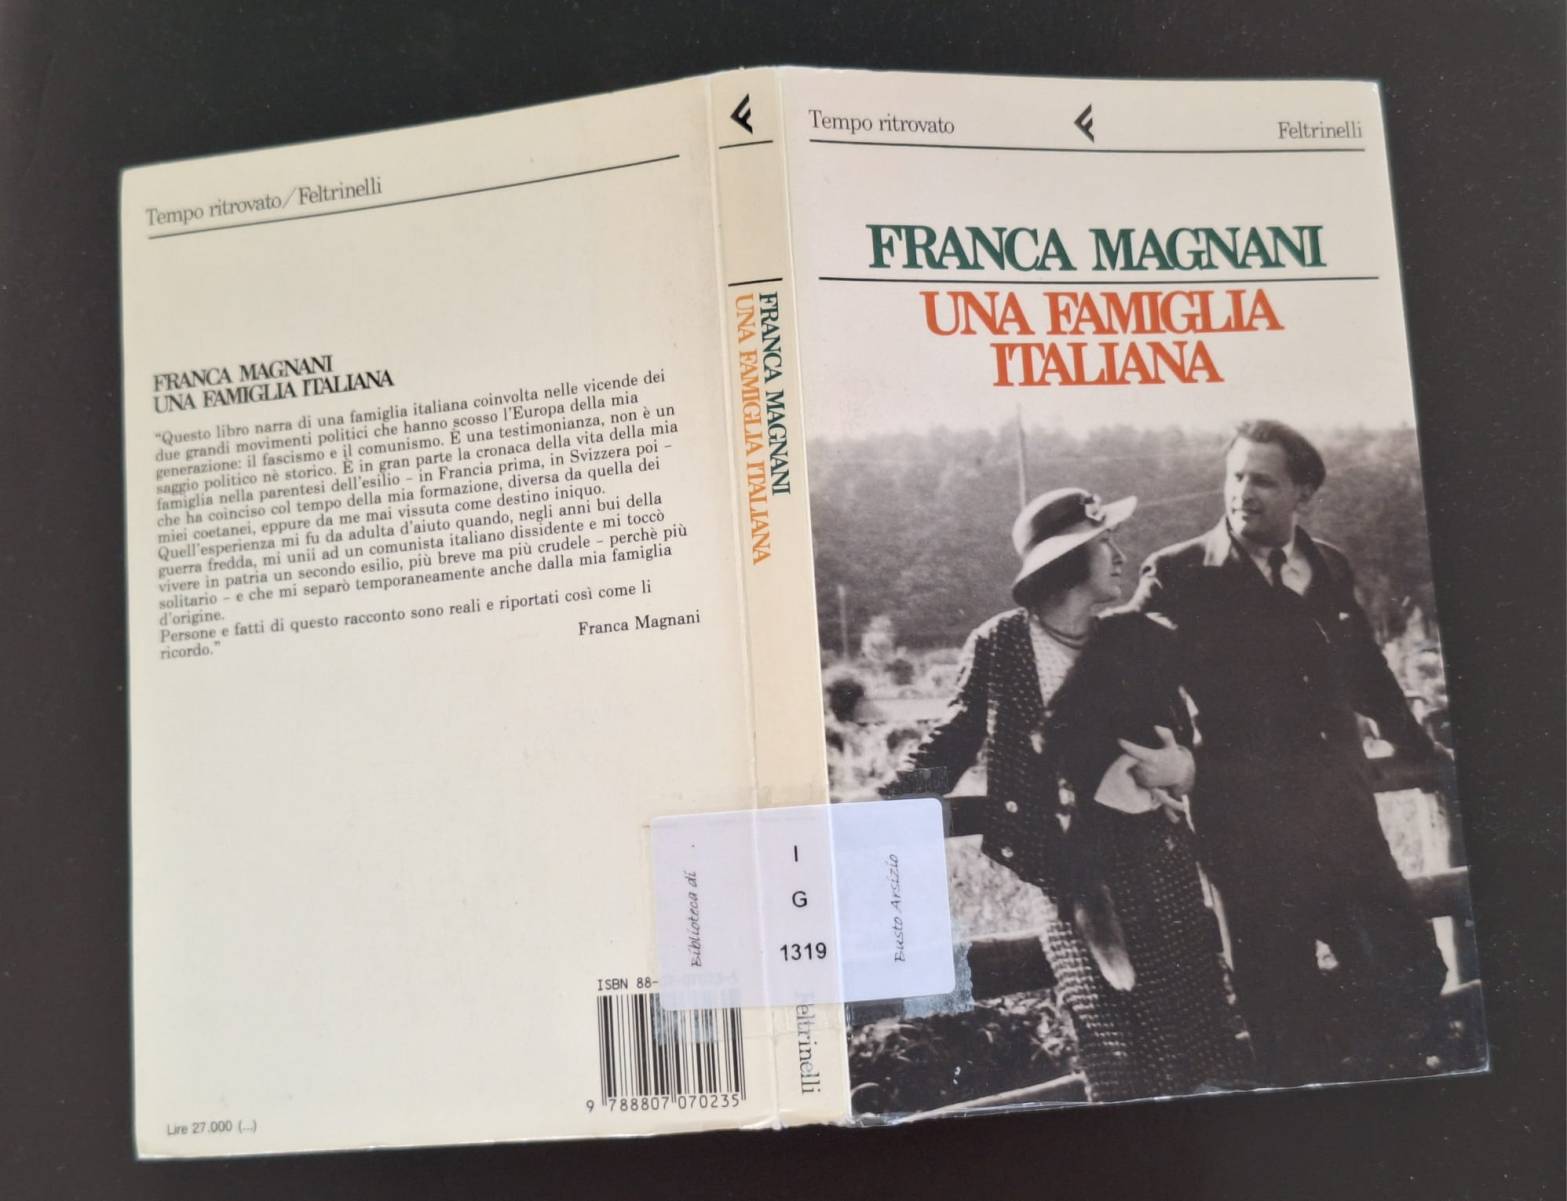 Tempo ritrovato/Feltrinelli
FRANCA MAGNANI
UNA FAMIGLIA ITALIANA
“Questo libro narra di una famiglia italiana coinvolta nelle vicende dei
due grandi movimenti politici che hanno scosso l'Europa della mia
generazione: il fascismo e il comunismo. È una testimonianza, non è un
saggio politico nè storico. È in gran parte la cronaca della vita della mia
famiglia nella parentesi dell'esilio – in Francia prima, in Svizzera poi –
che ha coinciso col tempo della mia formazione, diversa da quella dei
miei coetanei, eppure da me mai vissuta come destino iniquo.
Quell'esperienza mi fu da adulta d'aiuto quando, negli anni bui della
guerra fredda, mi unii ad un comunista italiano dissidente e mi toccò
vivere in patria un secondo esilio, più breve ma più crudele – perchè più
solitario – e che mi separò temporaneamente anche dalla mia famiglia
d'origine.
Persone e fatti di questo racconto sono reali e riportati così come li
ricordo.”
Franca Magnani
ISBN 88-
9 788807 070235
Lire 27.000 (...)
FRANCA MAGNANI
UNA FAMIGLIA ITALIANA
Biblioteca di
I
G
1319
Busto Arsizio
Feltrinelli
Tempo ritrovato
Feltrinelli
FRANCA MAGNANI
UNA FAMIGLIA
ITALIANA